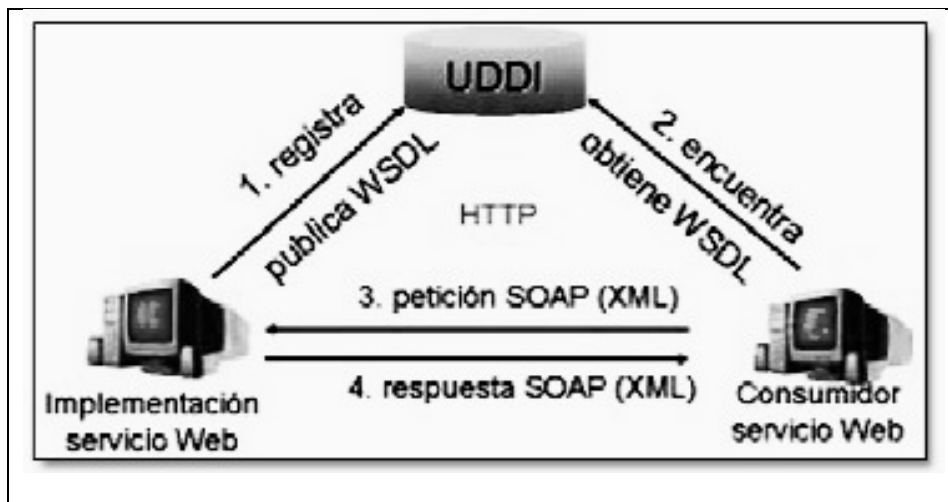 UDDI
1. registra
publica WSDL
2. encuentra
obtiene WSDL
HTTP
3. petición SOAP (XML)
4. respuesta SOAP (XML)
Implementación
servicio Web
Consumidor
servicio Web